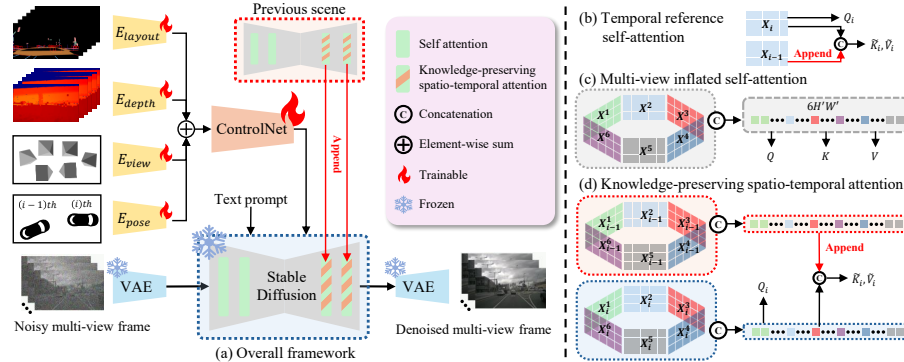 Previous scene
E_layout
E_depth
E_view
E_pose
(i−1)th
(i)th
ControlNet
Text prompt
Append
Self attention
Knowledge-preserving
spatio-temporal attention
C Concatenation
Element-wise sum
Trainable
Frozen
VAE
Stable
Diffusion
VAE
Noisy multi-view frame
Denoised multi-view frame
(a) Overall framework
(b) Temporal reference
self-attention
X_i
X_{i−1}
Append
C
Q_i
K̃_i, Ṽ_i
(c) Multi-view inflated self-attention
X^1
X^2
X^3
X^6
X^5
X^4
C
6H′W′
Q
K
V
(d) Knowledge-preserving spatio-temporal attention
X^1_{i−1}
X^2_{i−1}
X^3_{i−1}
X^6_{i−1}
X^5_{i−1}
X^4_{i−1}
C
Append
C
K̃_i, Ṽ_i
Q_i
X^1_i
X^2_i
X^3_i
X^6_i
X^5_i
X^4_i
C